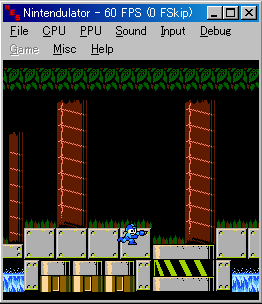 Nintendulator - 60 FPS (0 FSkip)
File CPU PPU Sound Input Debug
Game Misc Help